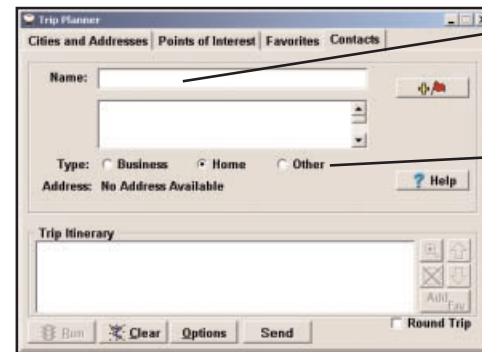 Trip Planner
Cities and Addresses Points of Interest Favorites Contacts
Name:
Type: Business Home Other
Address: No Address Available
? Help
Trip Itinerary
Add Fav
Run Clear Options Send Round Trip